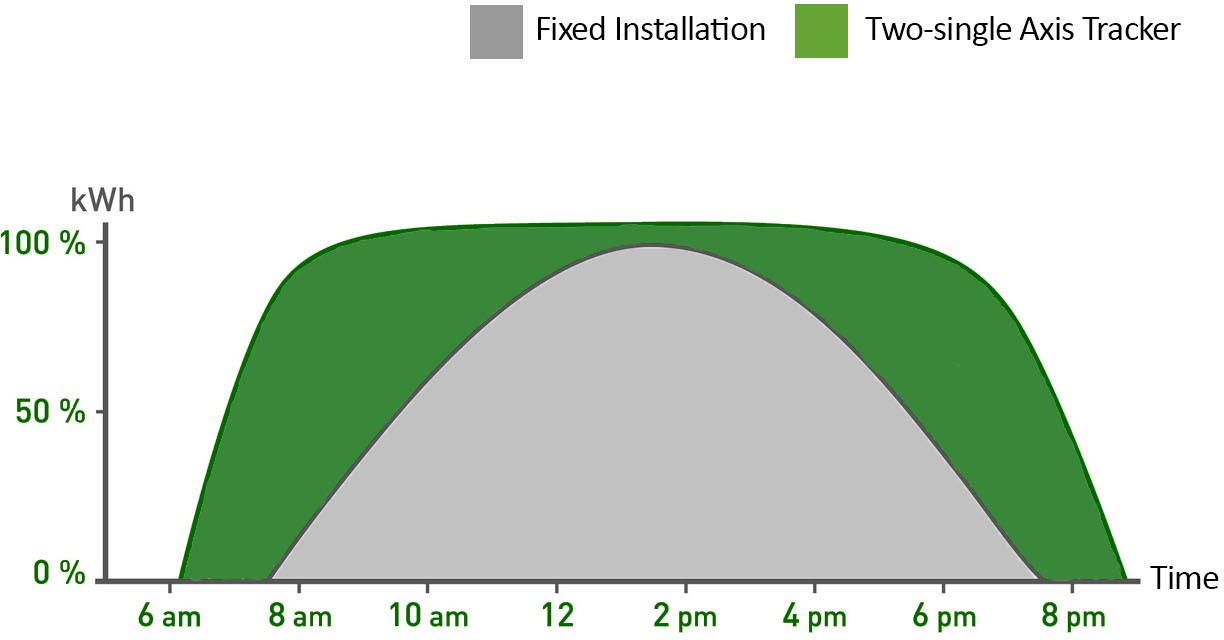 Fixed Installation
Two-single Axis Tracker
kWh
100 %
50 %
0 %
Time
6 am 8 am 10 am 12 2 pm 4 pm 6 pm 8 pm